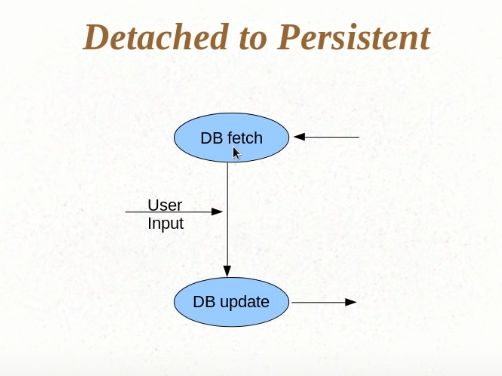 Detached to Persistent
DB fetch
User
Input
DB update